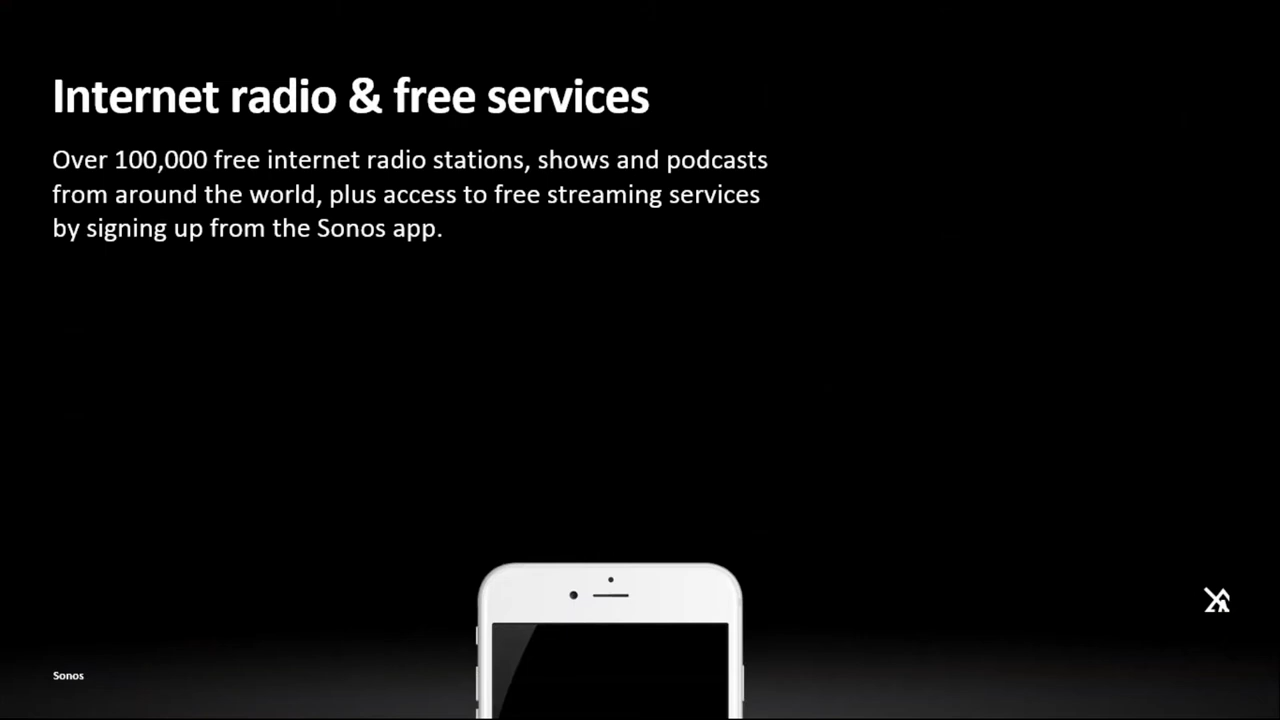 Internet radio & free services
Over 100,000 free internet radio stations, shows and podcasts
from around the world, plus access to free streaming services
by signing up from the Sonos app.
Sonos